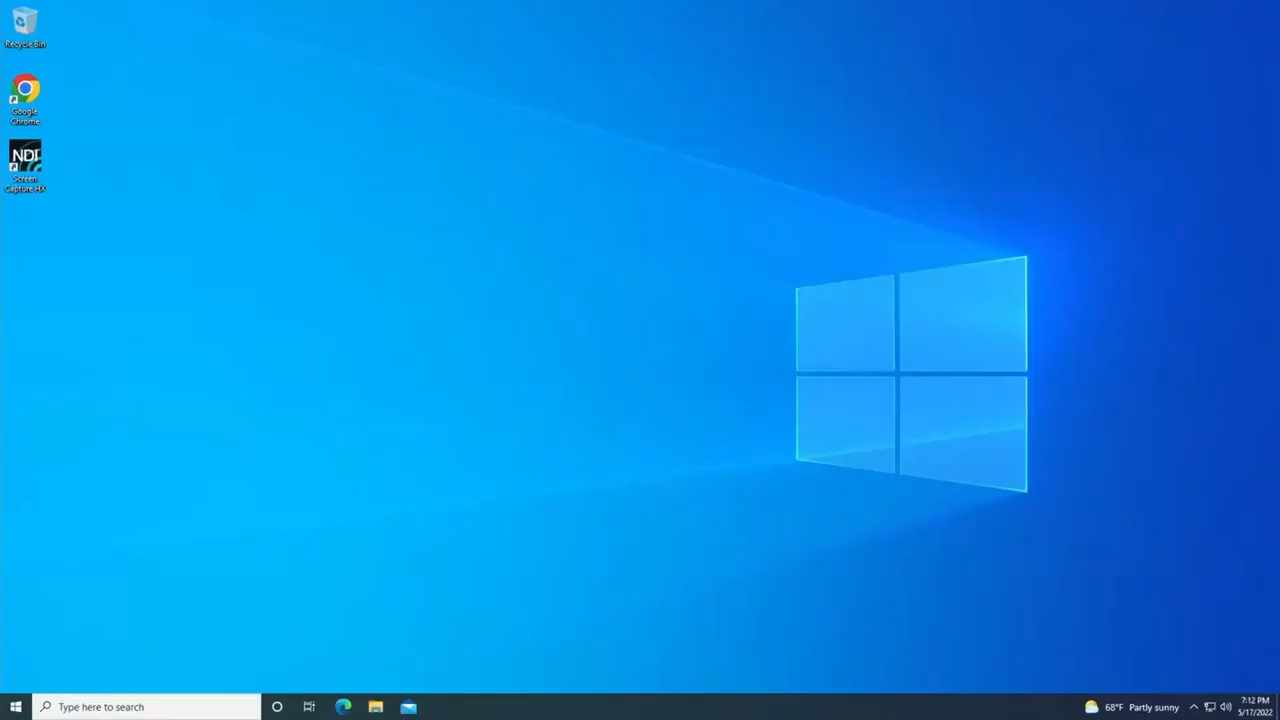 Recycle Bin
Google
Chrome
NDI
Screen
Capture HX
Type here to search
68°F Partly sunny
7:12 PM
5/17/2022